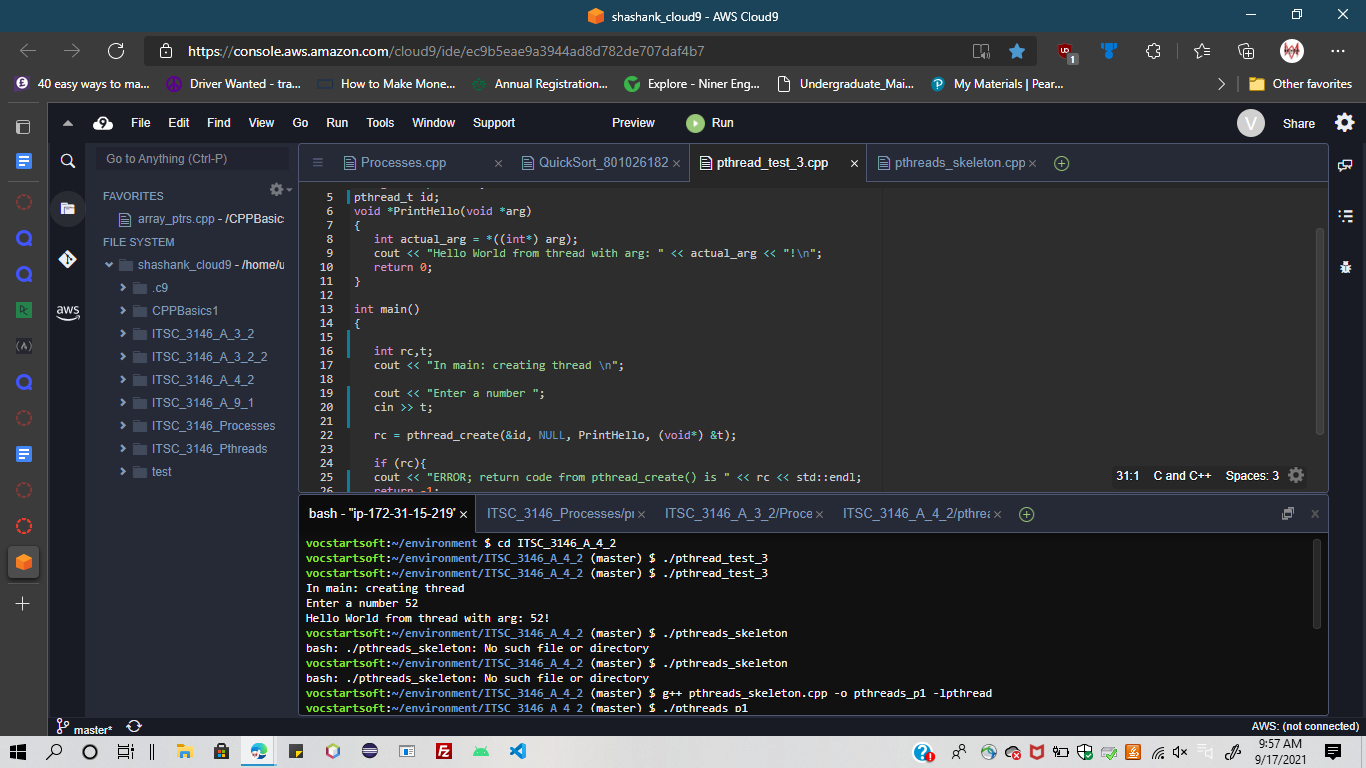 shashank_cloud9 - AWS Cloud9
https://console.aws.amazon.com/cloud9/ide/ec9b5eae9a3944ad8d782de707daf4b7
1
40 easy ways to ma... Driver Wanted - tra... How to Make Mone... Annual Registration... Explore - Niner Eng... Undergraduate_Mai... My Materials | Pear... Other favorites
9 File Edit Find View Go Run Tools Window Support Preview Run V Share
Go to Anything (Ctrl-P)
FAVORITES
array_ptrs.cpp - /CPPBasic
FILE SYSTEM
shashank_cloud9 - /home/u
.c9
CPPBasics1
ITSC_3146_A_3_2
ITSC_3146_A_3_2_2
ITSC_3146_A_4_2
ITSC_3146_A_9_1
ITSC_3146_Processes
ITSC_3146_Pthreads
test
aws
Processes.cpp QuickSort_801026182 pthread_test_3.cpp pthreads_skeleton.cpp
5 pthread_t id;
6 void *PrintHello(void *arg)
7 {
8 int actual_arg = *((int*) arg);
9 cout << "Hello World from thread with arg: " << actual_arg << "!\n";
10 return 0;
11 }
12
13 int main()
14 {
15
16 int rc,t;
17 cout << "In main: creating thread \n";
18
19 cout << "Enter a number ";
20 cin >> t;
21
22 rc = pthread_create(&id, NULL, PrintHello, (void*) &t);
23
24 if (rc){
25 cout << "ERROR; return code from pthread_create() is " << rc << std::endl;
26 return -1;
31:1 C and C++ Spaces: 3
bash - "ip-172-31-15-219" ITSC_3146_Processes/pr ITSC_3146_A_3_2/Proce ITSC_3146_A_4_2/pthrea
vocstartsoft:~/environment $ cd ITSC_3146_A_4_2
vocstartsoft:~/environment/ITSC_3146_A_4_2 (master) $ ./pthread_test_3
vocstartsoft:~/environment/ITSC_3146_A_4_2 (master) $ ./pthread_test_3
In main: creating thread
Enter a number 52
Hello World from thread with arg: 52!
vocstartsoft:~/environment/ITSC_3146_A_4_2 (master) $ ./pthreads_skeleton
bash: ./pthreads_skeleton: No such file or directory
vocstartsoft:~/environment/ITSC_3146_A_4_2 (master) $ ./pthreads_skeleton
bash: ./pthreads_skeleton: No such file or directory
vocstartsoft:~/environment/ITSC_3146_A_4_2 (master) $ g++ pthreads_skeleton.cpp -o pthreads_p1 -lpthread
vocstartsoft:~/environment/ITSC_3146_A_4_2 (master) $ ./pthreads_p1
master* AWS: (not connected)
9:57 AM
9/17/2021